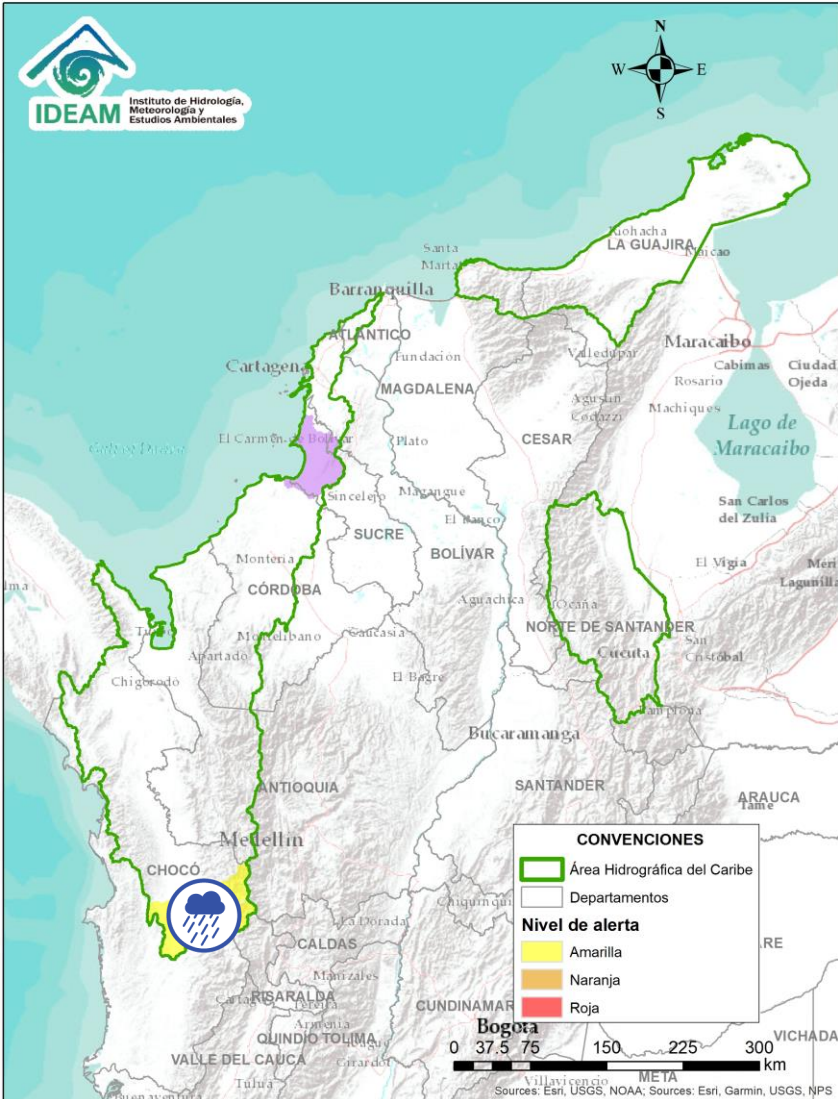 IDEAM
Instituto de Hidrología,
Meteorología y
Estudios Ambientales
N
W
E
S
Riohacha
LA GUAJIRA
Maicao
Santa
Marta
Barranquilla
ATLÁNTICO
Fundación
Valledupar
Maracaibo
Cabimas
Ciudad
Ojeda
Cartagena
MAGDALENA
Rosario
Agustín
Codazzi
Machiques
Lago de
Maracaibo
El Carmen de Bolívar
Plato
CESAR
Sincelejo
Magangue
San Carlos
del Zulia
El Banco
SUCRE
BOLÍVAR
Montería
El Vigía
CÓRDOBA
Aguachica
Ocaña
NORTE DE SANTANDER
Montelibano
Caucasia
San
Cristóbal
Cucuta
Apartado
Chigorodó
El Bagre
Pamplona
Bucaramanga
ANTIOQUIA
SANTANDER
ARAUCA
Tame
Medellín
CHOCÓ
La Dorada
CALDAS
Manizales
RISARALDA
Pereira
Armenia
QUINDÍO
TOLIMA
Ibague
Girardot
VALLE DEL CAUCA
Tuluá
Buenaventura
Bogotá
Villavicencio
META
VICHADA
CONVENCIONES
Área Hidrográfica del Caribe
Departamentos
Nivel de alerta
Amarilla
Naranja
Roja
0 37.5 75 150 225 300
km
Sources: Esri, USGS, NOAA; Sources: Esri, Garmin, USGS, NPS